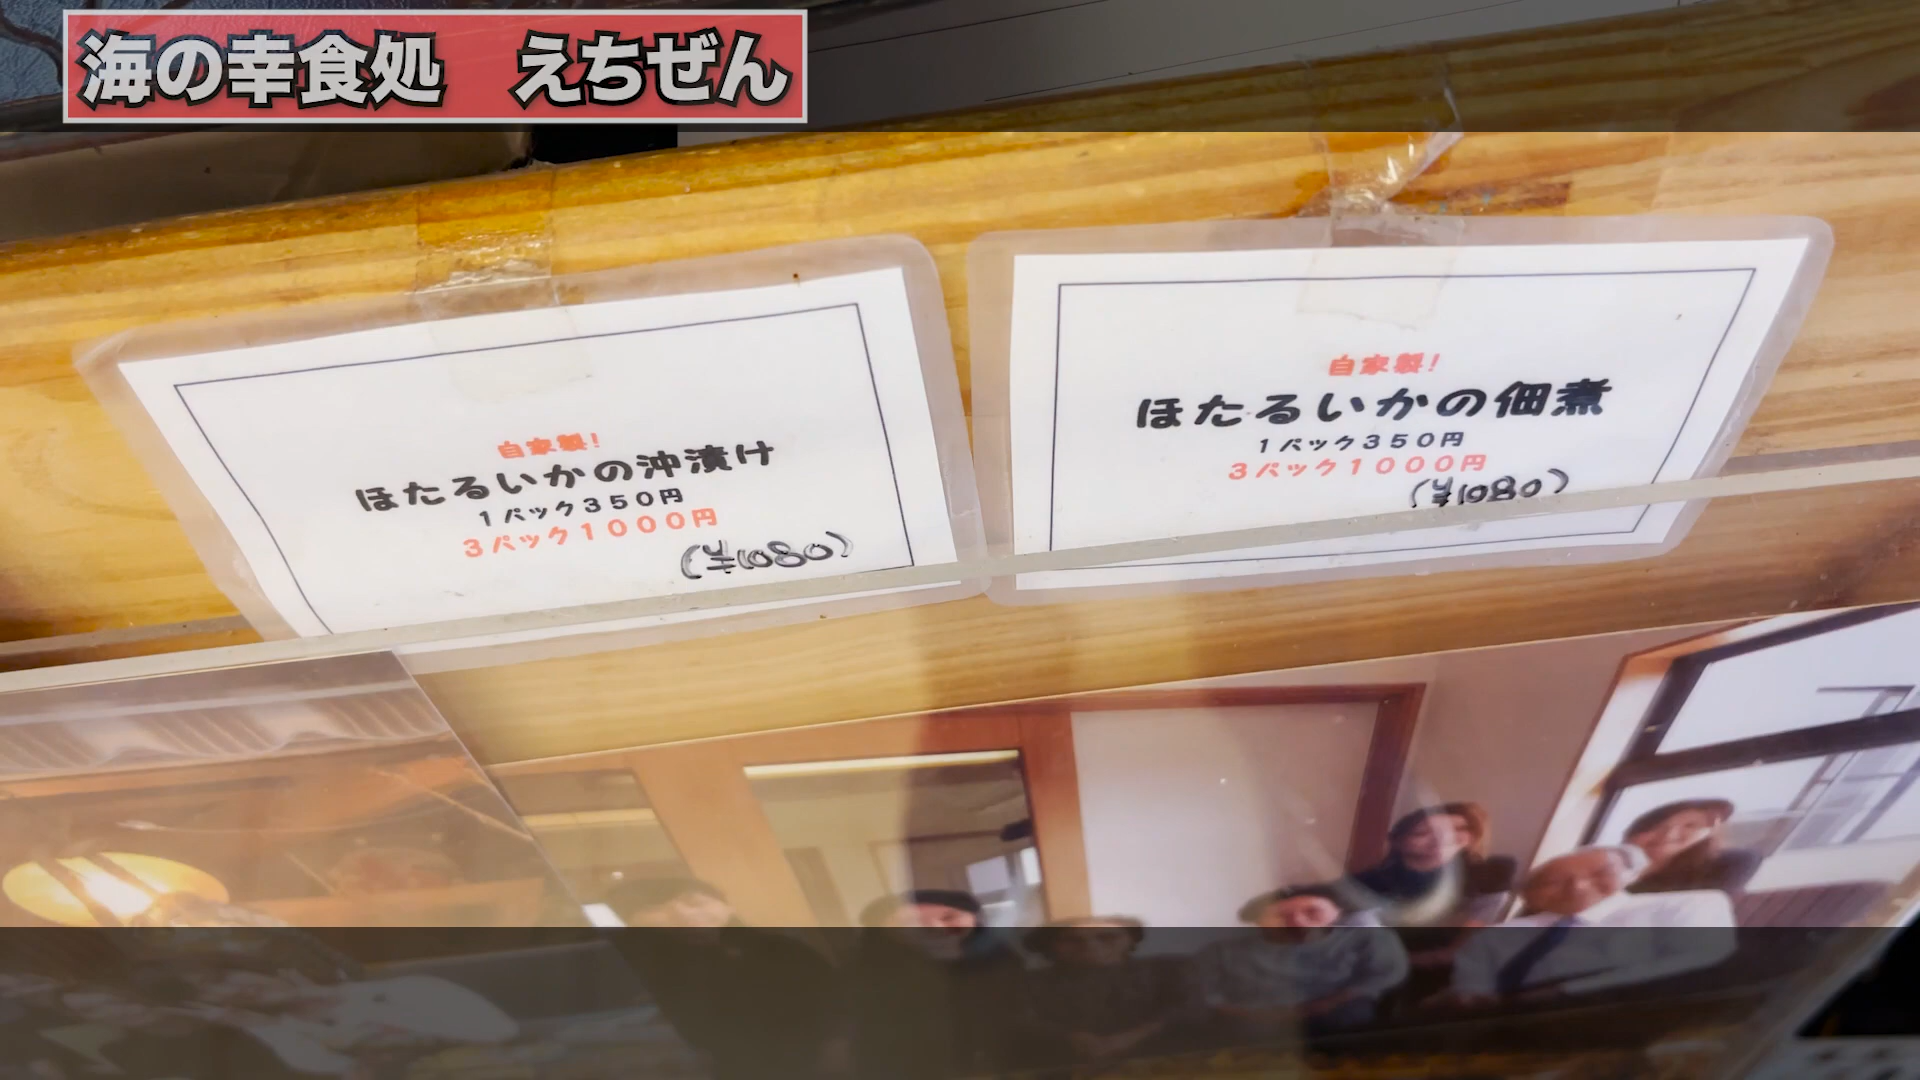 海の幸食処 えちぜん
自家製!
ほたるいかの沖漬け
1パック350円
3パック1000円
(¥1080)
自家製!
ほたるいかの佃煮
1パック350円
3パック1000円
(¥1080)